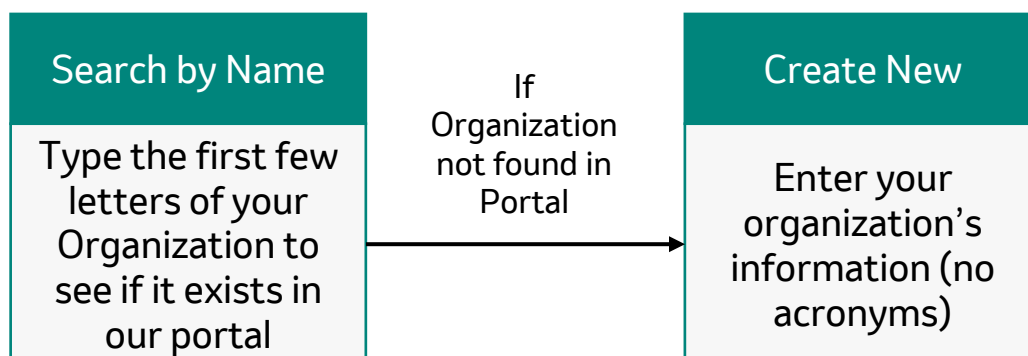 Search by Name
Type the first few
letters of your
Organization to
see if it exists in
our portal
If
Organization
not found in
Portal
Create New
Enter your
organization’s
information (no
acronyms)